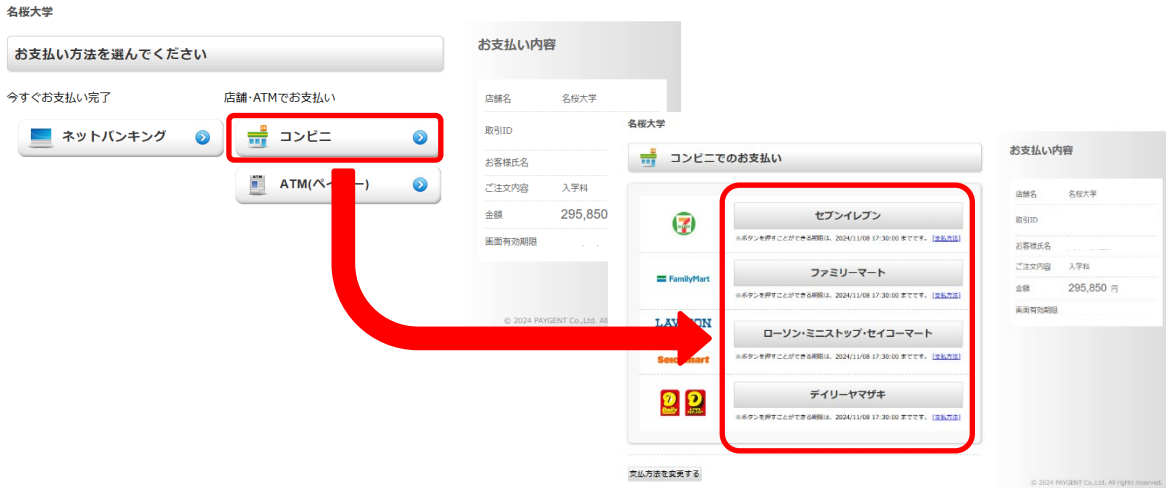 名桜大学
お支払い方法を選んでください
今すぐお支払い完了
店舗・ATMでお支払い
ネットバンキング
コンビニ
ATM(ペイ
ー)
お支払い内容
店舗名 名桜大学
取引ID
お客様氏名
ご注文内容 入学料
金額 295,850
画面有効期限
© 2024 PAYGENT Co.,Ltd. All
名桜大学
コンビニでのお支払い
セブンイレブン
※ボタンを押すことができる期限は、2024/11/08 17:30:00 までです。 [支払方法]
FamilyMart
ファミリーマート
※ボタンを押すことができる期限は、2024/11/08 17:30:00 までです。 [支払方法]
ローソン・ミニストップ・セイコーマート
※ボタンを押すことができる期限は、2024/11/08 17:30:00 までです。 [支払方法]
デイリーヤマザキ
※ボタンを押すことができる期限は、2024/11/08 17:30:00 までです。 [支払方法]
支払方法を変更する
お支払い内容
店舗名 名桜大学
取引ID
お客様氏名
ご注文内容 入学料
金額 295,850 円
画面有効期限
© 2024 PAYGENT Co.,Ltd. All rights reserved.